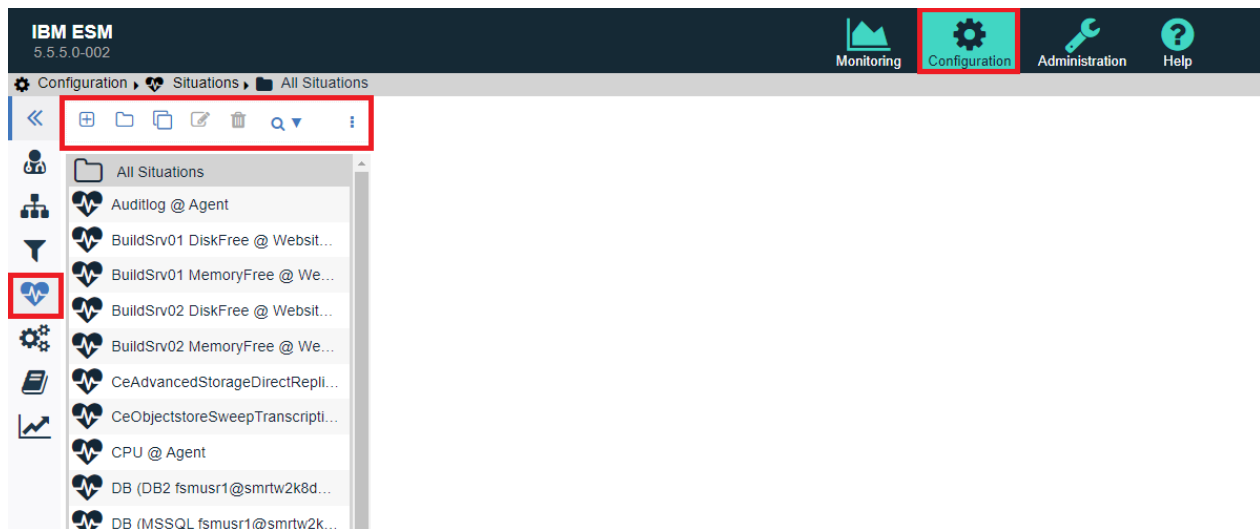 IBM ESM
5.5.5.0-002
Monitoring
Configuration
Administration
Help
Configuration Situations All Situations
All Situations
Auditlog @ Agent
BuildSrv01 DiskFree @ Websit...
BuildSrv01 MemoryFree @ We...
BuildSrv02 DiskFree @ Websit...
BuildSrv02 MemoryFree @ We...
CeAdvancedStorageDirectRepli...
CeObjectstoreSweepTranscripti...
CPU @ Agent
DB (DB2 fsmusr1@smrtw2k8d...
DB (MSSQL fsmusr1@smrtw2k...